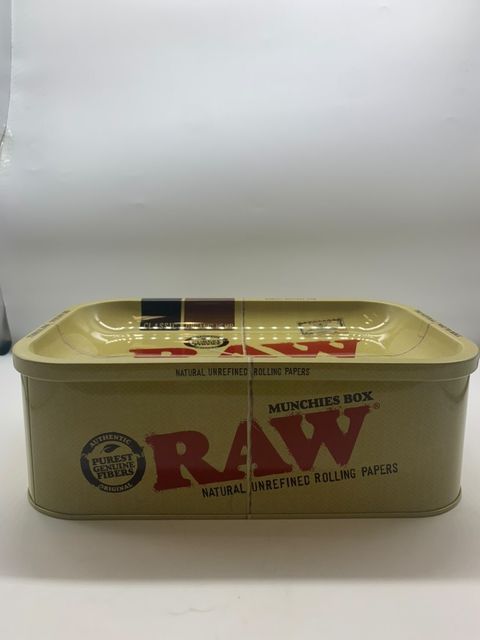 RAW
NATURAL UNREFINED ROLLING PAPERS
MUNCHIES BOX
RAW®
NATURAL UNREFINED ROLLING PAPERS
AUTHENTIC
PUREST
GENUINE
FIBERS
ORIGINAL